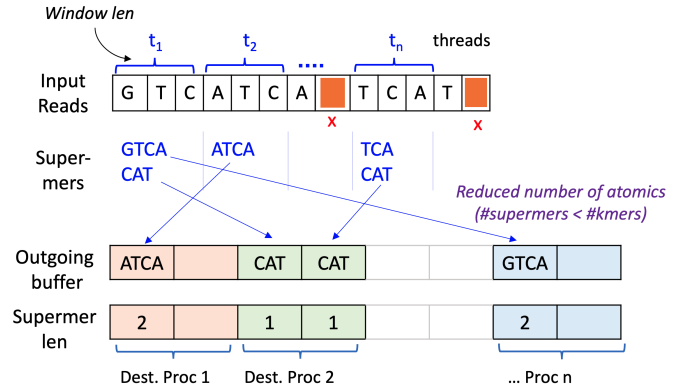 Window len
t1 t2 .... tn threads
Input Reads
G T C A T C A T C A T
x x
Super-mers
GTCA ATCA TCA
CAT CAT
Reduced number of atomics
(#supermers < #kmers)
Outgoing buffer
ATCA CAT CAT GTCA
Supermer len
2 1 1 2
Dest. Proc 1 Dest. Proc 2 ... Proc n